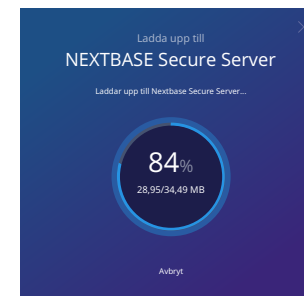 Ladda upp till
NEXTBASE Secure Server
Laddar upp till Nextbase Secure Server...
84%
28,95/34,49 MB
Avbryt